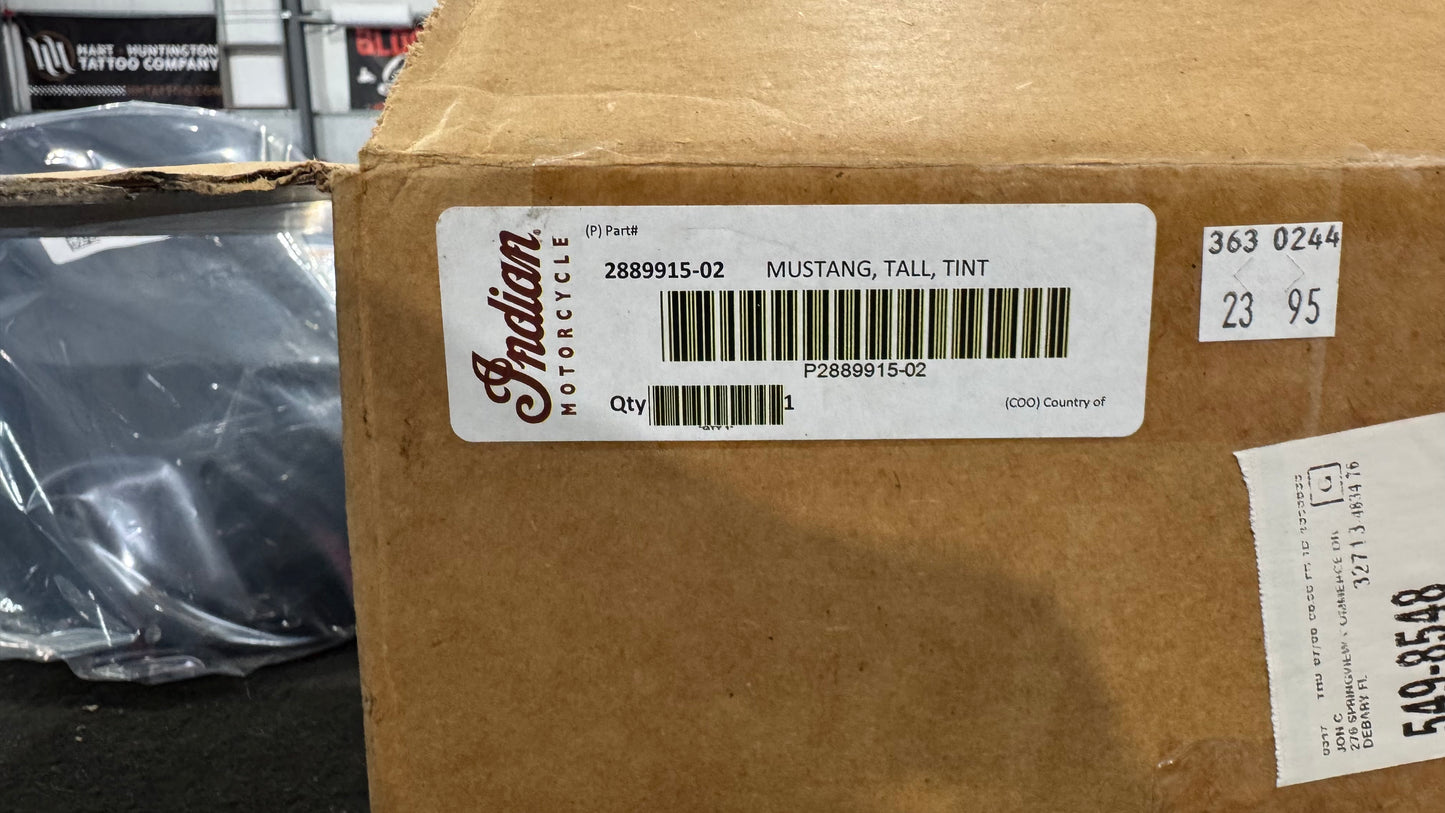 HART - HUNTINGTON
TATTOO COMPANY
Indian
MOTORCYCLE
(P) Part#
2889915-02 MUSTANG, TALL, TINT
P2889915-02
Qty 1
(COO) Country of
363 0244
23 95
G
JON C
DEBARY FL
549-8548